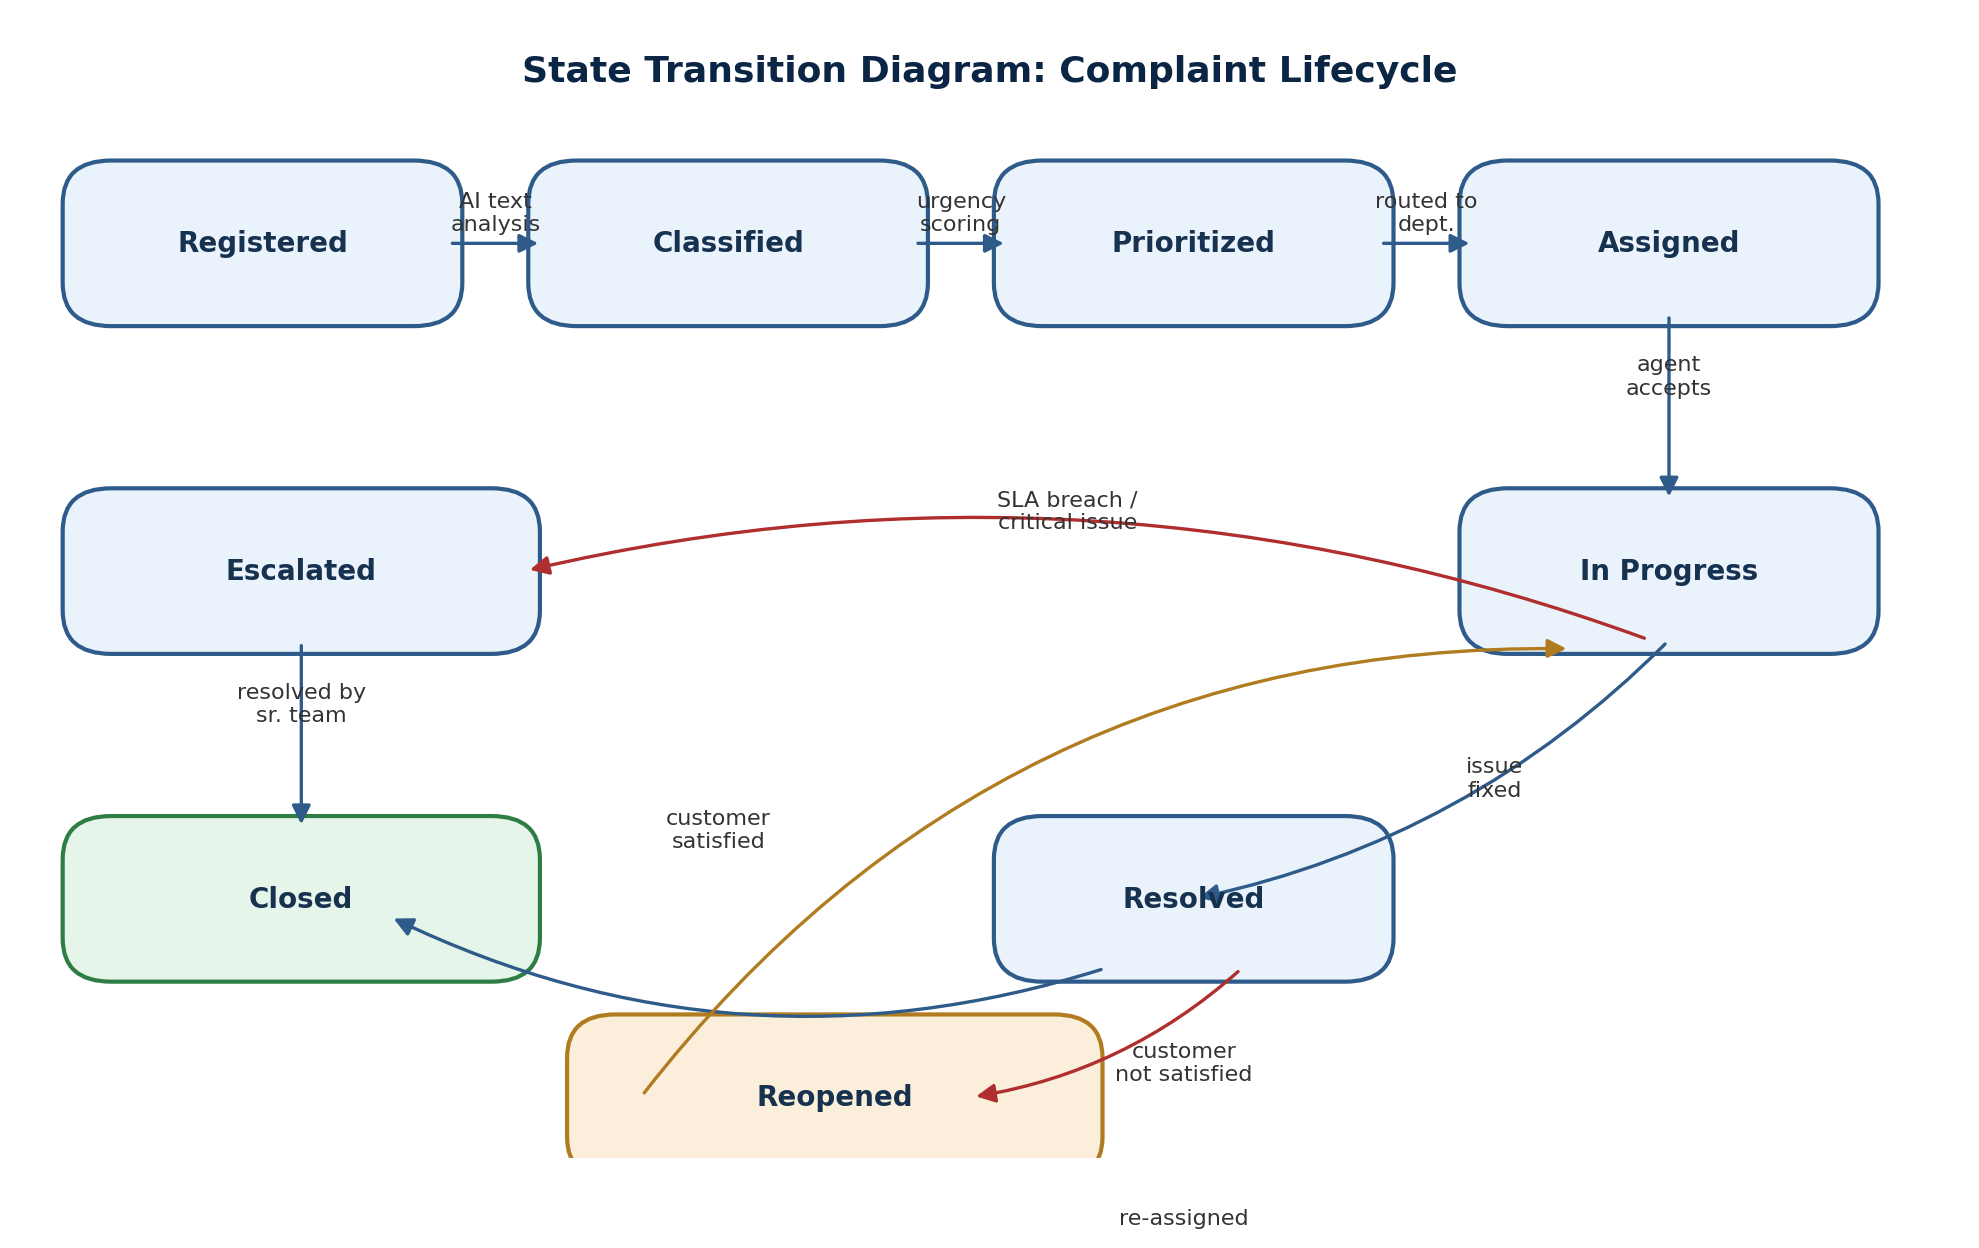 State Transition Diagram: Complaint Lifecycle
AI text
analysis
urgency
scoring
routed to
dept.
Registered
Classified
Prioritized
Assigned
agent
accepts
SLA breach /
critical issue
Escalated
In Progress
resolved by
sr. team
issue
fixed
customer
satisfied
Closed
Resolved
customer
not satisfied
Reopened
re-assigned